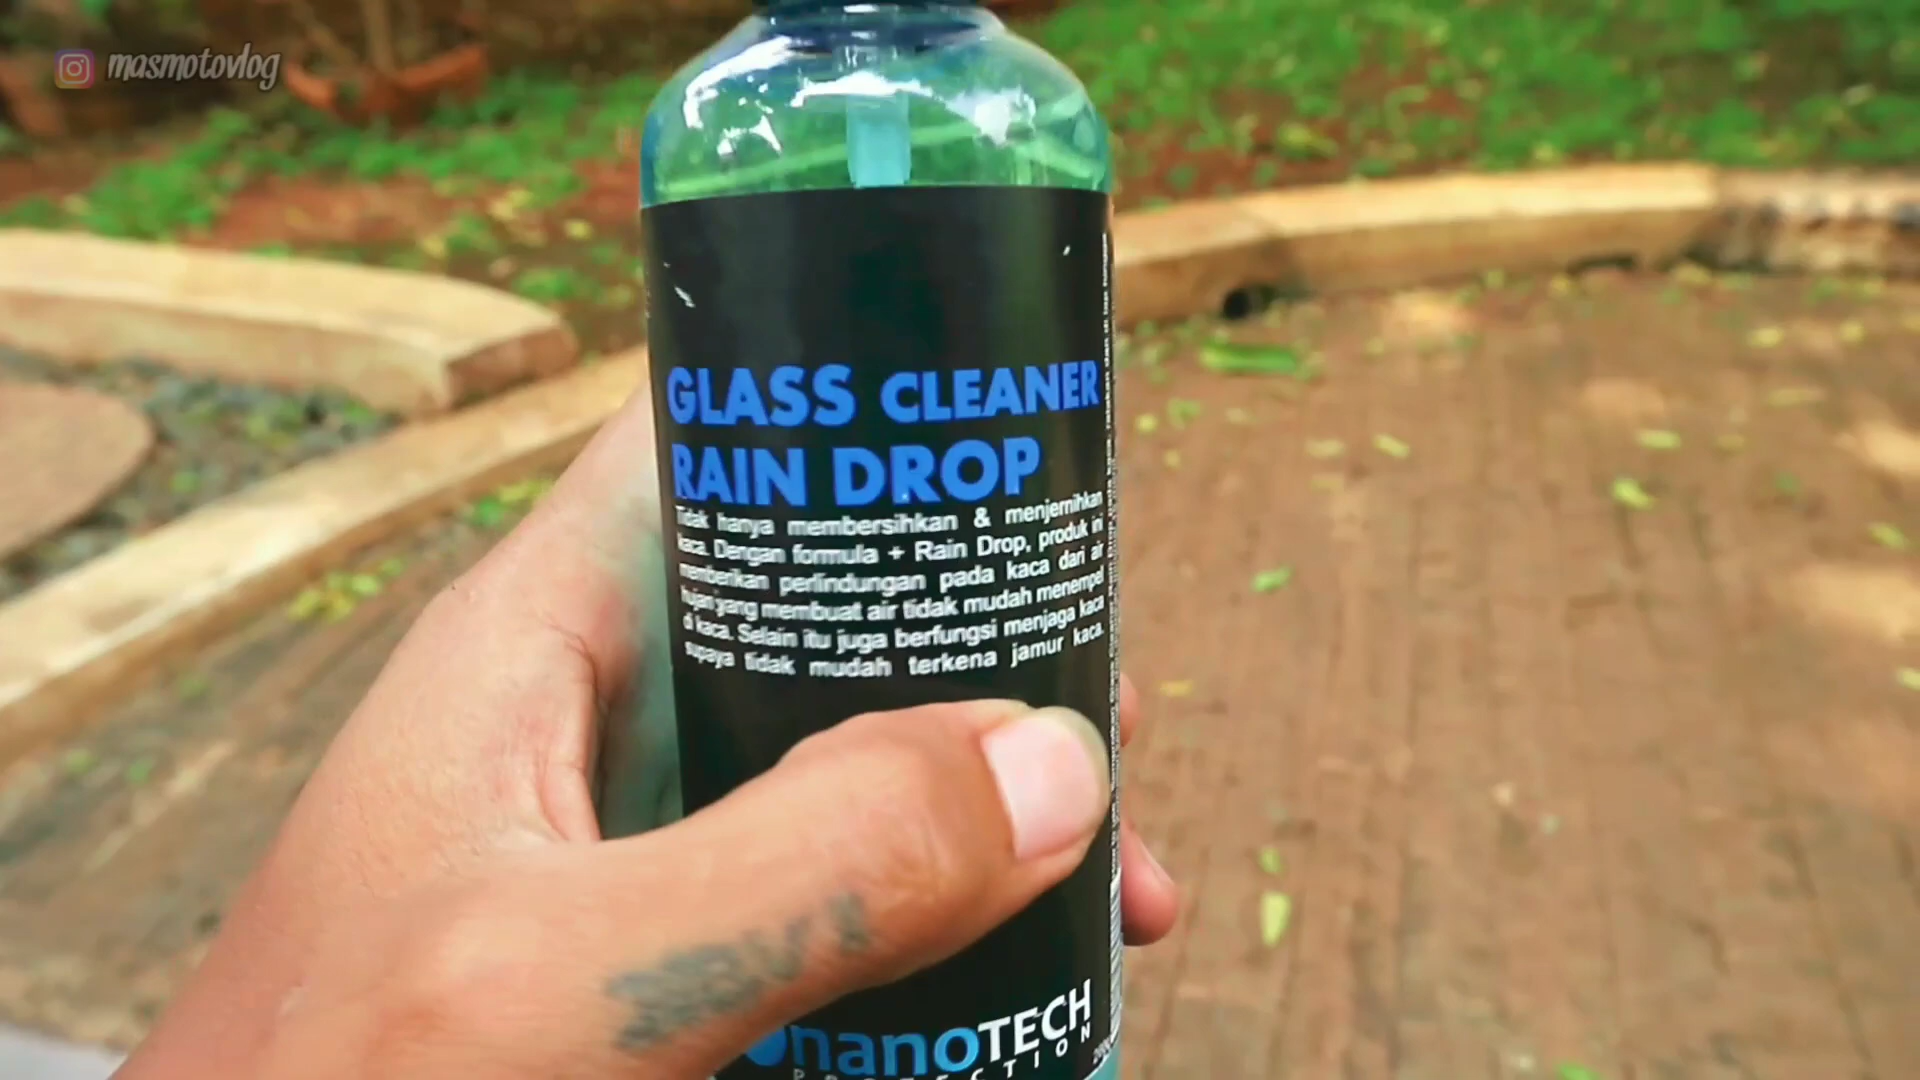 masmotovlog
GLASS CLEANER
RAIN DROP
Tidak hanya membersihkan & menjernihkan
kaca. Dengan formula + Rain Drop, produk ini
memberikan perlindungan pada kaca dari air
hujan yang membuat air tidak mudah menempel
di kaca. Selain itu juga berfungsi menjaga kaca
supaya tidak mudah terkena jamur kaca.
nanoTECH
PROTECTION